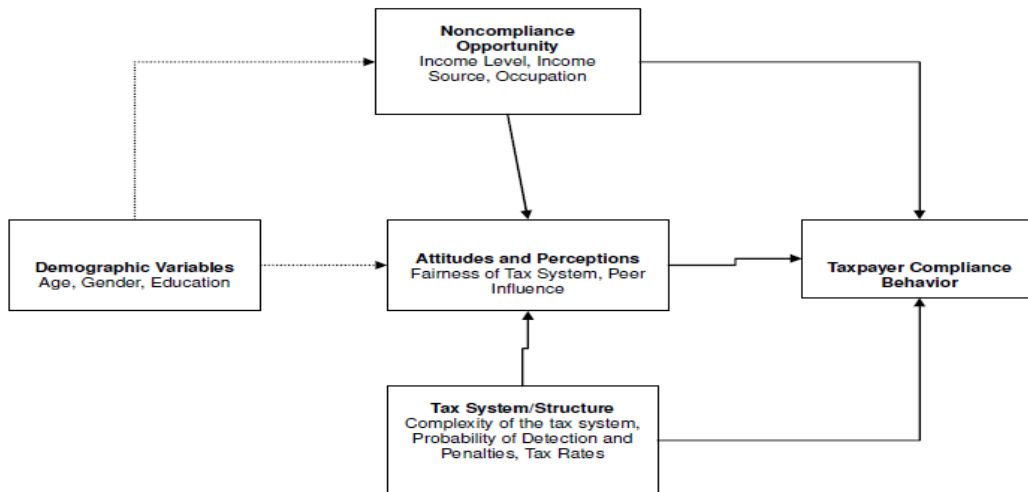 Noncompliance
Opportunity
Income Level, Income
Source, Occupation
Demographic Variables
Age, Gender, Education
Attitudes and Perceptions
Fairness of Tax System, Peer
Influence
Taxpayer Compliance
Behavior
Tax System/Structure
Complexity of the tax system,
Probability of Detection and
Penalties, Tax Rates